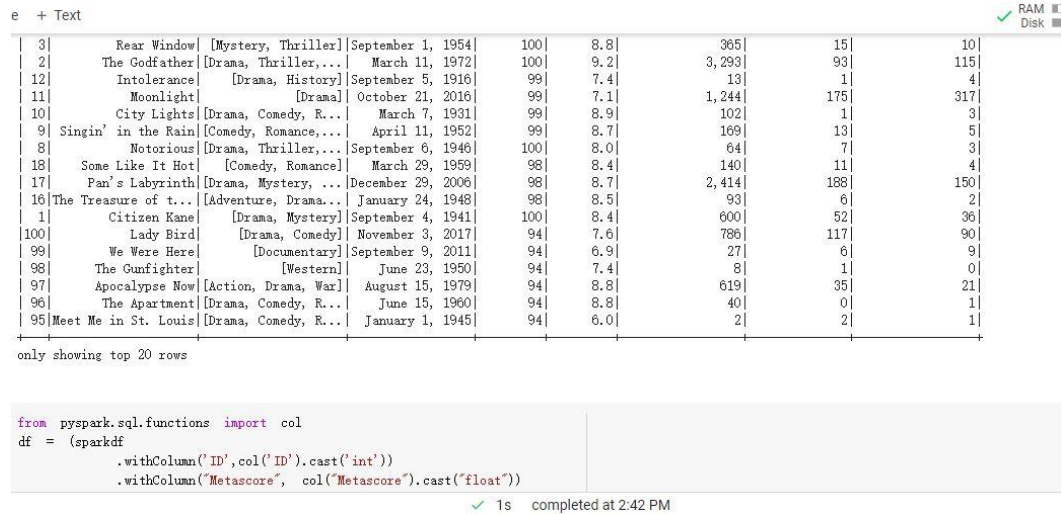 e + Text
RAM
Disk
| 3| Rear Window| [Mystery, Thriller]|September 1, 1954| 100| 8.8| 365| 15| 10|
| 2| The Godfather|[Drama, Thriller,...| March 11, 1972| 100| 9.2| 3,293| 93| 115|
| 12| Intolerance| [Drama, History]|September 5, 1916| 99| 7.4| 13| 1| 4|
| 11| Moonlight| [Drama]| October 21, 2016| 99| 7.1| 1,244| 175| 317|
| 10| City Lights|[Drama, Comedy, R...| March 7, 1931| 99| 8.9| 102| 1| 3|
| 9| Singin' in the Rain|[Comedy, Romance,...| April 11, 1952| 99| 8.7| 169| 13| 5|
| 8| Notorious|[Drama, Thriller,...|September 6, 1946| 100| 8.0| 64| 7| 3|
| 18| Some Like It Hot| [Comedy, Romance]| March 29, 1959| 98| 8.4| 140| 11| 4|
| 17| Pan's Labyrinth|[Drama, Mystery, ...|December 29, 2006| 98| 8.7| 2,414| 188| 150|
| 16|The Treasure of t...|[Adventure, Drama...| January 24, 1948| 98| 8.5| 93| 6| 2|
| 1| Citizen Kane| [Drama, Mystery]|September 4, 1941| 100| 8.4| 600| 52| 36|
|100| Lady Bird| [Drama, Comedy]| November 3, 2017| 94| 7.6| 786| 117| 90|
| 99| We Were Here| [Documentary]|September 9, 2011| 94| 6.9| 27| 6| 9|
| 98| The Gunfighter| [Western]| June 23, 1950| 94| 7.4| 8| 1| 0|
| 97| Apocalypse Now|[Action, Drama, War]| August 15, 1979| 94| 8.8| 619| 35| 21|
| 96| The Apartment|[Drama, Comedy, R...| June 15, 1960| 94| 8.8| 40| 0| 1|
| 95|Meet Me in St. Louis|[Drama, Comedy, R...| January 1, 1945| 94| 6.0| 2| 2| 1|
only showing top 20 rows
from pyspark.sql.functions import col
df = (sparkdf
.withColumn('ID',col('ID').cast('int'))
.withColumn("Metascore", col("Metascore").cast("float"))
1s completed at 2:42 PM